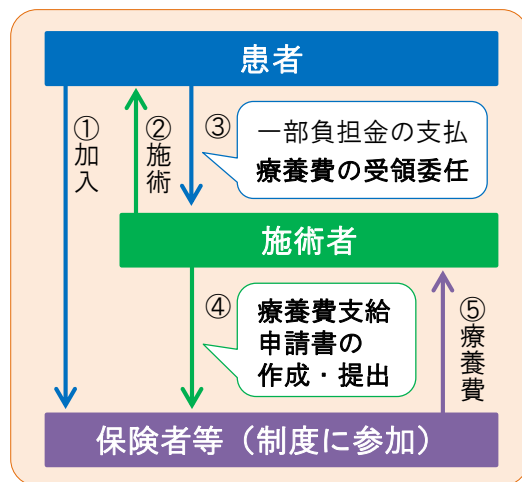 患者
①加入
②施術
③
一部負担金の支払
療養費の受領委任
施術者
④
療養費支給
申請書の
作成・提出
⑤療養費
保険者等（制度に参加）